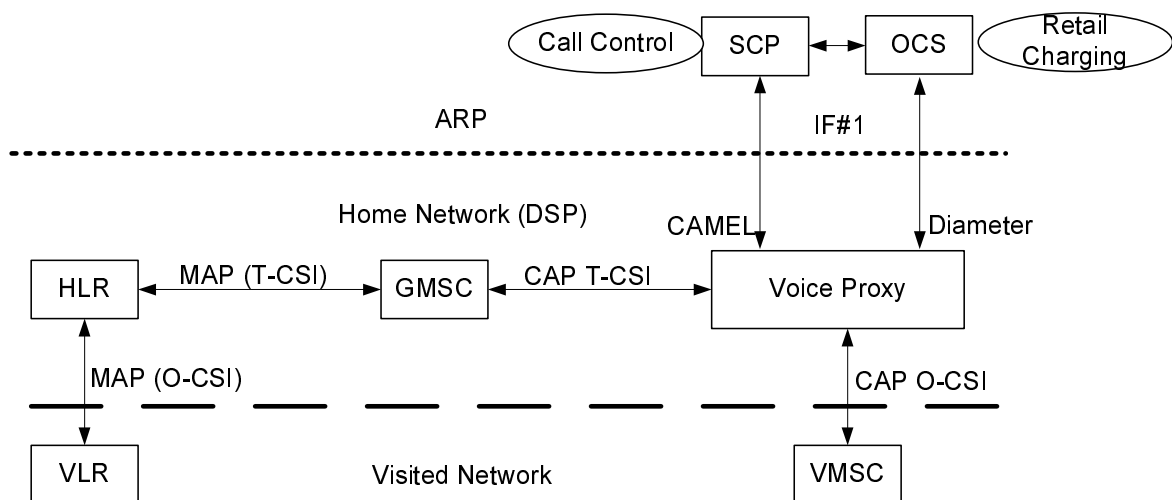 Call Control
SCP
OCS
Retail
Charging
ARP
IF#1
Home Network (DSP)
CAMEL
Diameter
HLR
MAP (T-CSI)
GMSC
CAP T-CSI
Voice Proxy
MAP (O-CSI)
CAP O-CSI
VLR
Visited Network
VMSC